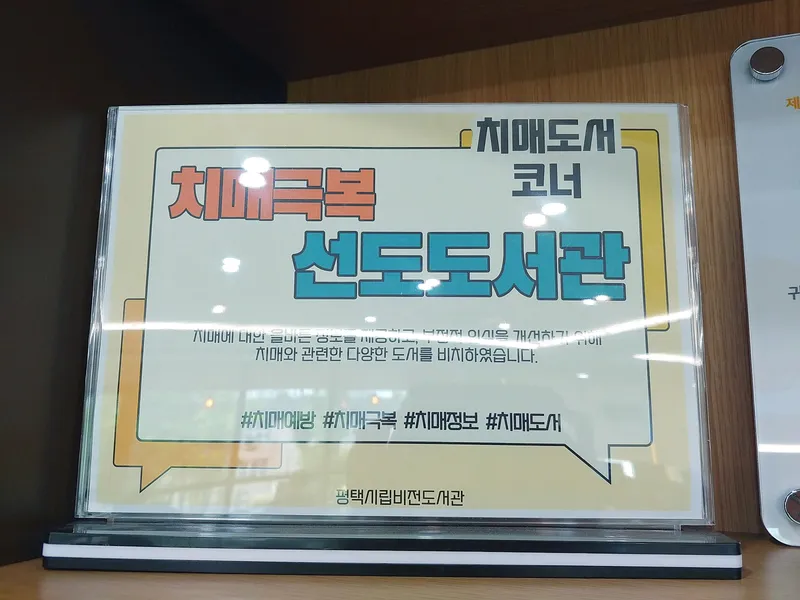 치매도서
코너
치매극복
선도도서관
치매에 대한 올바른 정보를 제공하고, 부정적 인식을 개선하기 위해
치매와 관련한 다양한 도서를 비치하였습니다.
#치매예방 #치매극복 #치매정보 #치매도서
평택시립비전도서관
제
구